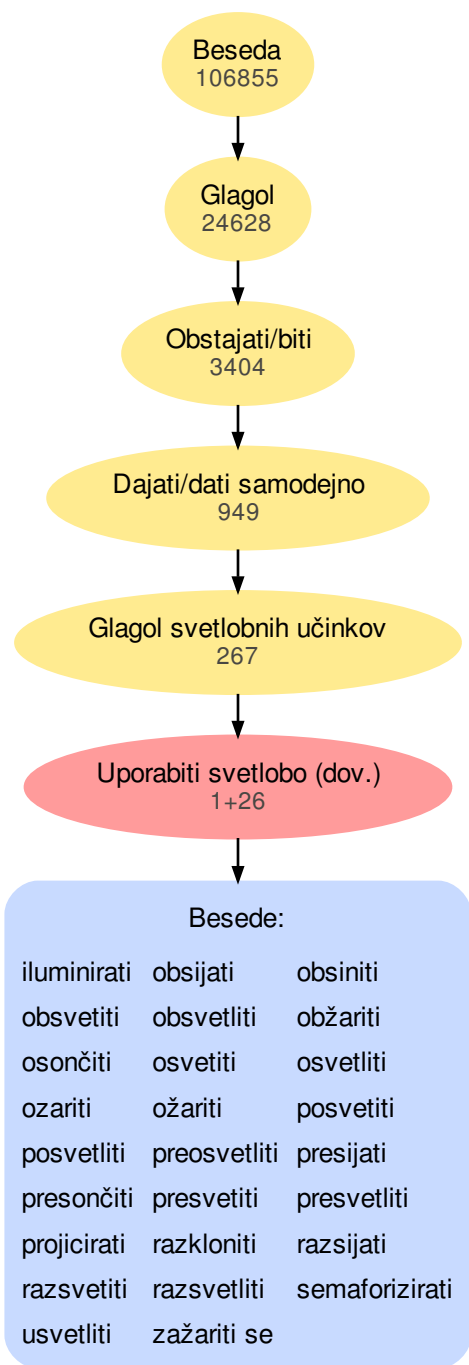 Beseda
106855
Glagol
24628
Obstajati/biti
3404
Dajati/dati samodejno
949
Glagol svetlobnih učinkov
267
Uporabiti svetlobo (dov.)
1+26
Besede:
iluminirati obsijati obsiniti
obsvetiti obsvetliti obžariti
osončiti osvetiti osvetliti
ozariti ožariti posvetiti
posvetliti preosvetliti presijati
presončiti presvetiti presvetliti
projicirati razkloniti razsijati
razsvetiti razsvetliti semaforizirati
usvetliti zažariti se